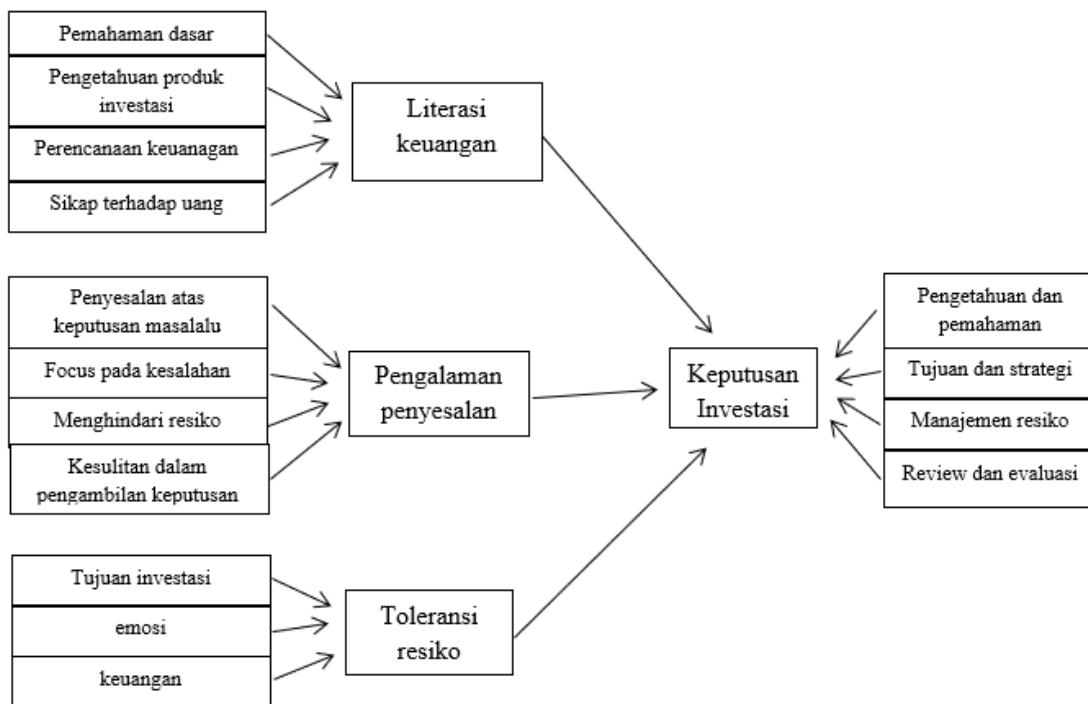 Pemahaman dasar
Pengetahuan produk
investasi
Perencanaan keuanagan
Sikap terhadap uang
Literasi
keuangan
Penyesalan atas
keputusan masalalu
Focus pada kesalahan
Menghindari resiko
Kesulitan dalam
pengambilan keputusan
Pengalaman
penyesalan
Tujuan investasi
emosi
keuangan
Toleransi
resiko
Keputusan
Investasi
Pengetahuan dan
pemahaman
Tujuan dan strategi
Manajemen resiko
Review dan evaluasi